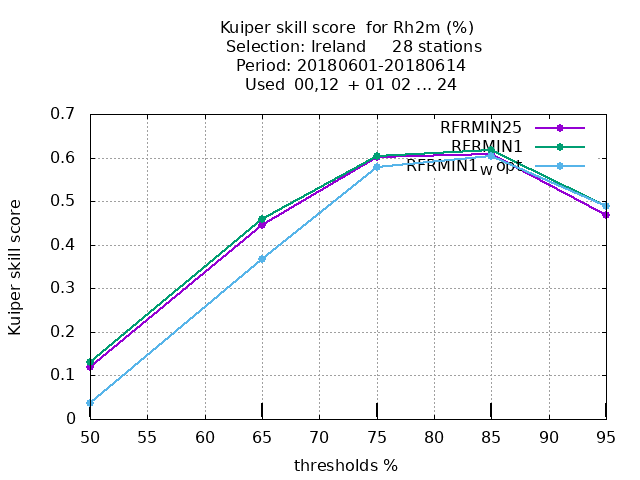 Kuiper skill score  for Rh2m (%)
Selection: Ireland     28 stations
Period: 20180601-20180614
Used  00,12  + 01 02 ... 24
0.7
0.6
0.5
0.4
0.3
0.2
0.1
0
Kuiper skill score
RFRMIN25
RFRMIN1
RFRMIN1wopt
50 55 60 65 70 75 80 85 90 95
thresholds %